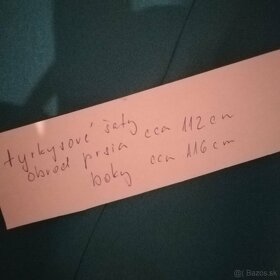 tyrkysové šaty
obvod prsia cca 112 cm
boky cca 116 cm
© Bazos.sk